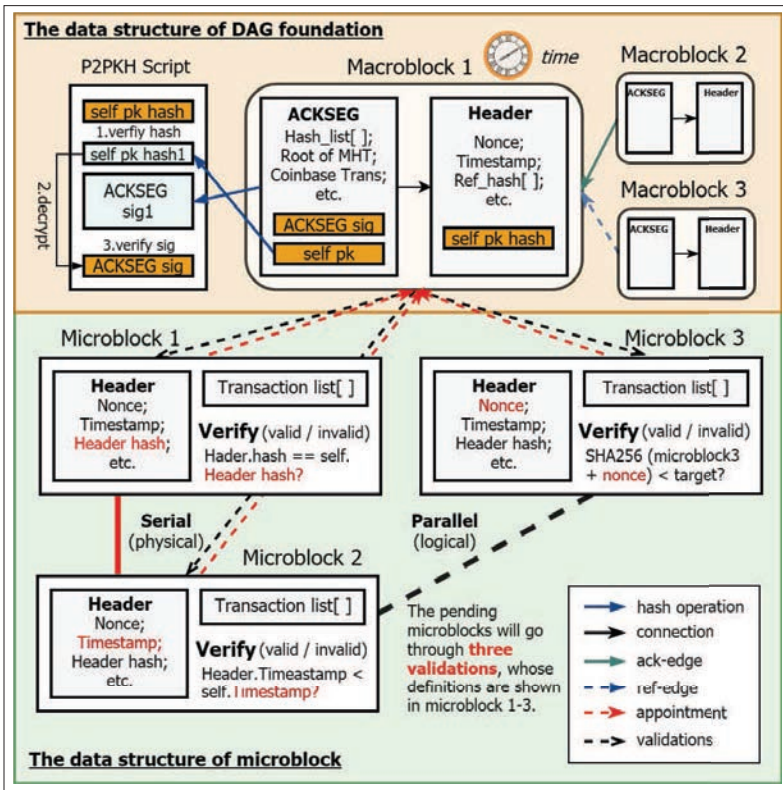 The data structure of DAG foundation
P2PKH Script
self pk hash
1.verfiy hash
self pk hash1
2.decrypt
ACKSEG
sig1
3.verify sig
ACKSEG sig
Macroblock 1
time
ACKSEG
Hash_list[ ];
Root of MHT;
Coinbase Trans;
etc.
ACKSEG sig
self pk
Header
Nonce;
Timestamp;
Ref_hash[ ];
etc.
self pk hash
Macroblock 2
ACKSEG
Header
Macroblock 3
ACKSEG
Header
Microblock 1
Header
Nonce;
Timestamp;
Header hash;
etc.
Transaction list[ ]
Verify (valid / invalid)
Hader.hash == self.
Header hash?
Microblock 3
Header
Nonce;
Timestamp;
Header hash;
etc.
Transaction list[ ]
Verify (valid / invalid)
SHA256 (microblock3
+ nonce) < target?
Serial
(physical)
Parallel
(logical)
Microblock 2
Header
Nonce;
Timestamp;
Header hash;
etc.
Transaction list[ ]
Verify (valid / invalid)
Header.Timeastamp <
self.Timestamp?
The pending
microblocks will go
through three
validations, whose
definitions are shown
in microblock 1-3.
hash operation
connection
ack-edge
ref-edge
appointment
validations
The data structure of microblock